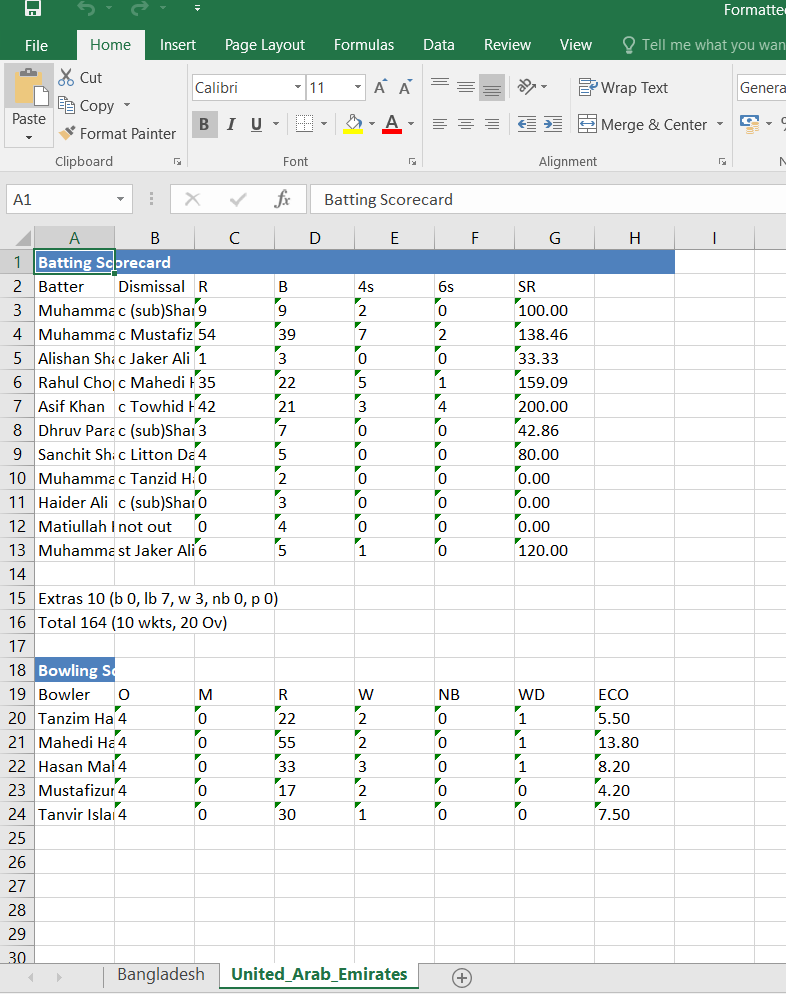 Formatte
File Home Insert Page Layout Formulas Data Review View Tell me what you wan
Paste
Cut
Copy
Format Painter
Clipboard
Calibri 11 A A
B I U A
Font
Wrap Text
Merge & Center
Alignment
Genera
%
N
A1 fx Batting Scorecard
A B C D E F G H I
1 Batting Scorecard
2 Batter Dismissal R B 4s 6s SR
3 Muhamma c (sub)Shar 9 9 2 0 100.00
4 Muhamma c Mustafiz 54 39 7 2 138.46
5 Alishan Sha c Jaker Ali 1 3 0 0 33.33
6 Rahul Chop c Mahedi H 35 22 5 1 159.09
7 Asif Khan c Towhid H 42 21 3 4 200.00
8 Dhruv Para c (sub)Shar 3 7 0 0 42.86
9 Sanchit Sha c Litton Da 4 5 0 0 80.00
10 Muhamma c Tanzid Ha 0 2 0 0 0.00
11 Haider Ali c (sub)Shar 0 3 0 0 0.00
12 Matiullah not out 0 4 0 0 0.00
13 Muhamma st Jaker Ali 6 5 1 0 120.00
14
15 Extras 10 (b 0, lb 7, w 3, nb 0, p 0)
16 Total 164 (10 wkts, 20 Ov)
17
18 Bowling Sc
19 Bowler O M R W NB WD ECO
20 Tanzim Ha 4 0 22 2 0 1 5.50
21 Mahedi Ha 4 0 55 2 0 1 13.80
22 Hasan Mah 4 0 33 3 0 1 8.20
23 Mustafizur 4 0 17 2 0 0 4.20
24 Tanvir Islar 4 0 30 1 0 0 7.50
25
26
27
28
29
30
Bangladesh United_Arab_Emirates